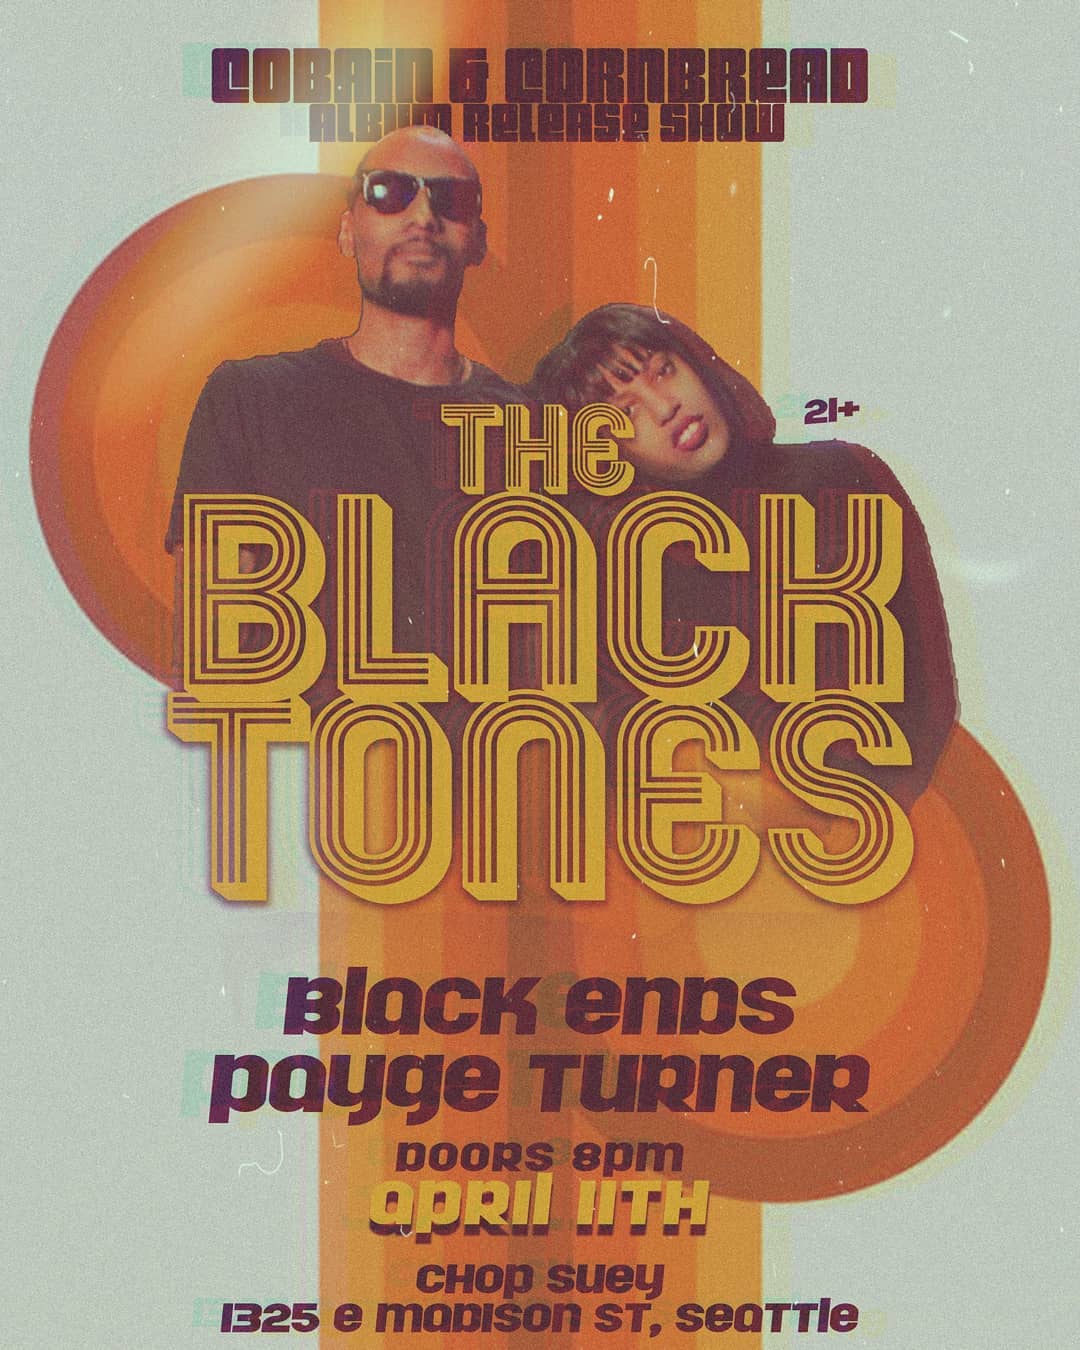 COBAIN & CORNBREAD
ALBUM RELEASE SHOW
21+
THE
BLACK
TONES
BLACK ENDS
PAYGE TURNER
DOORS 8PM
APRIL 11TH
CHOP SUEY
1325 E MADISON ST, SEATTLE